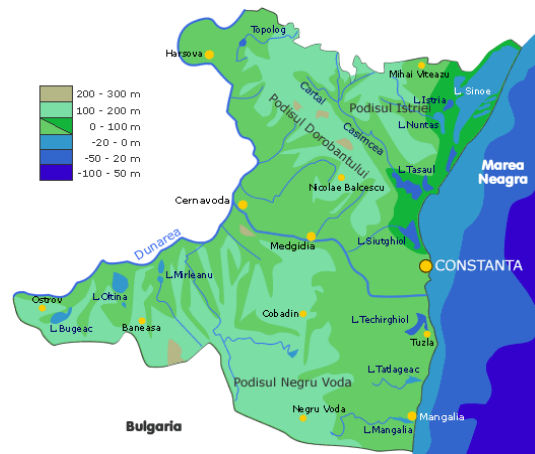 Topolog
Harsova
Mihai Viteazu
200 - 300 m
100 - 200 m
0 - 100 m
-20 - 0m
-50 - 20 m
-100 - 50 m
L.Istria
L. Sinoe
Cartal
Podisul Istriei
L.Nuntas
Podisul Dorobantului
Casimcea
L.Tasaul
Marea
Neagra
Nicolae Balcescu
Cernavoda
Dunarea
Medgidia
L.Siutghiol
CONSTANTA
L.Mirleanu
Ostrov
L.Oltina
L.Bugeac
Baneasa
Cobadin
L.Techirghiol
Tuzla
L.Tatlageac
Podisul Negru Voda
Negru Voda
Mangalia
L.Mangalia
Bulgaria